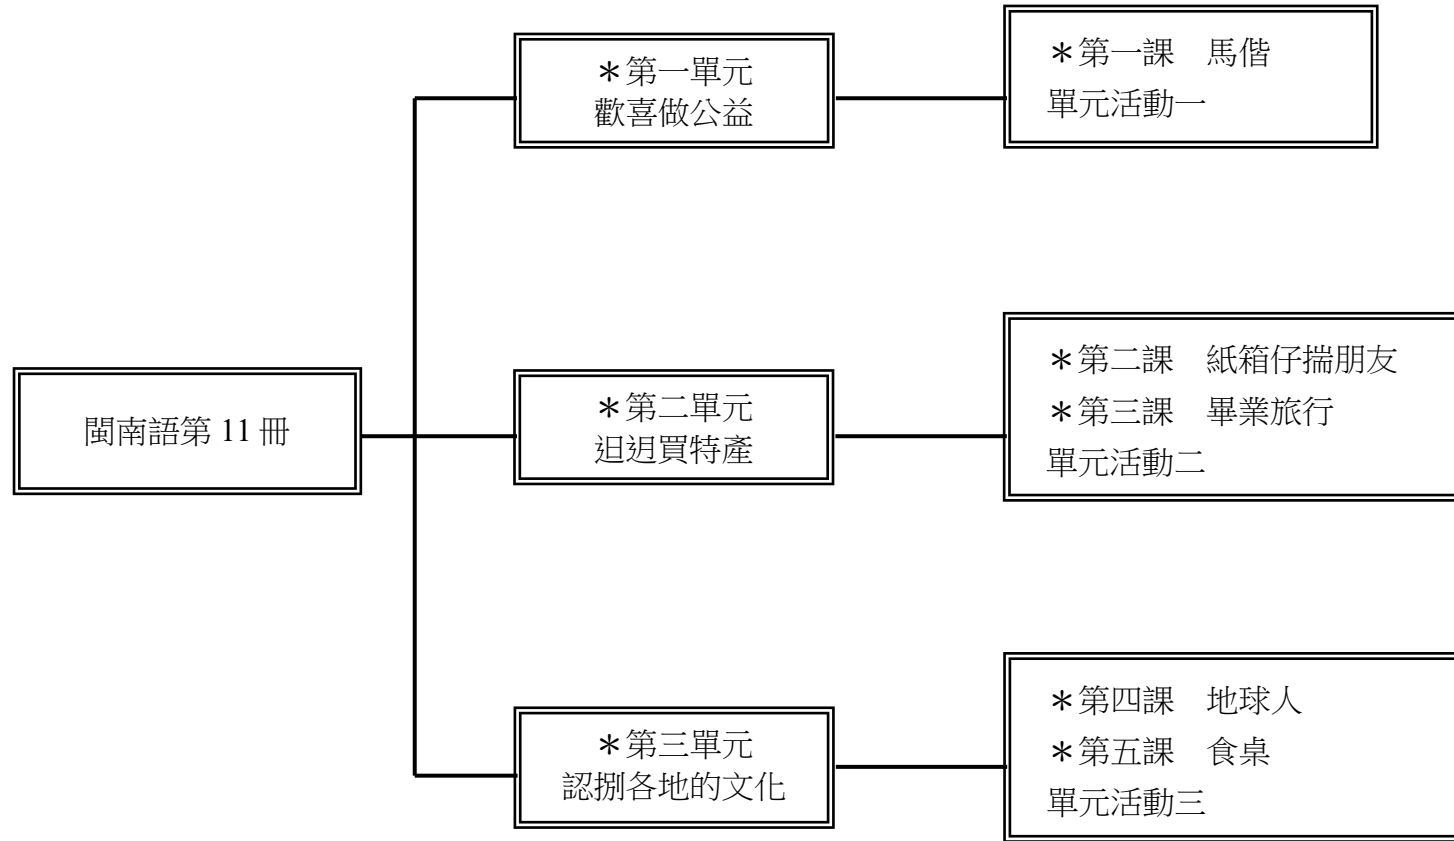 閩南語第 11 冊
＊第一單元
歡喜做公益
＊第一課　馬偕
單元活動一
＊第二單元
𨑨迌買特產
＊第二課　紙箱仔揣朋友
＊第三課　畢業旅行
單元活動二
＊第三單元
認捌各地的文化
＊第四課　地球人
＊第五課　食桌
單元活動三